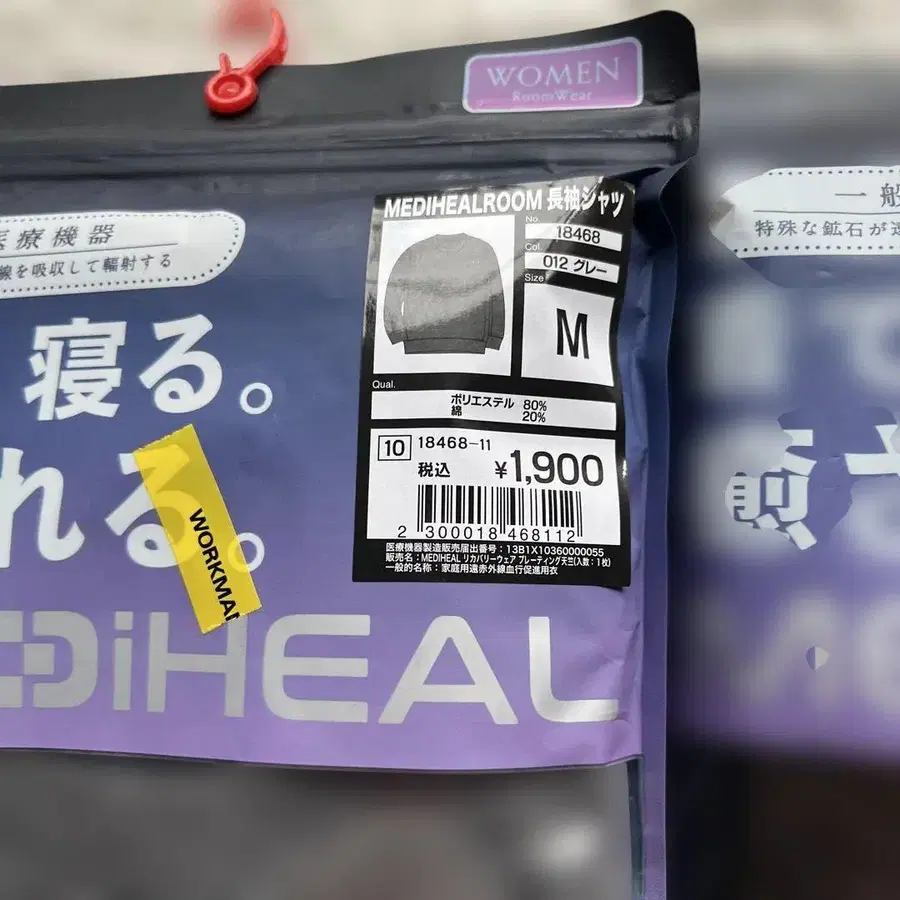 WOMEN
RoomWear
医療機器
線を吸収して輻射する
寝る。
れる。
WORKMAN
MEDiHEAL
MEDIHEALROOM 長袖シャツ
No.
18468
Col.
012 グレー
Size
M
Qual.
ポリエステル 80%
綿 20%
10 18468-11
税込 ¥1,900
2 300018 468112
医療機器製造販売届出番号：13B1X10360000055
販売名：MEDIHEAL リカバリーウェア プレーティング天竺(入数：1枚)
一般的名称：家庭用遠赤外線血行促進用衣
一般
特殊な鉱石が遠